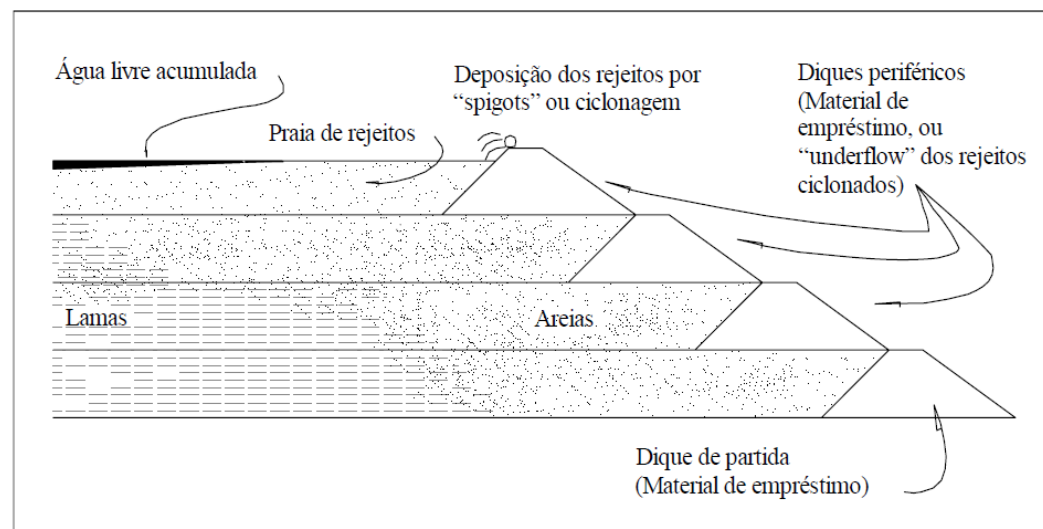 Água livre acumulada
Praia de rejeitos
Deposição dos rejeitos por
“spigots” ou ciclonagem
Diques periféricos
(Material de
empréstimo, ou
“underflow” dos rejeitos
ciclonados)
Lamas
Areias
Dique de partida
(Material de empréstimo)